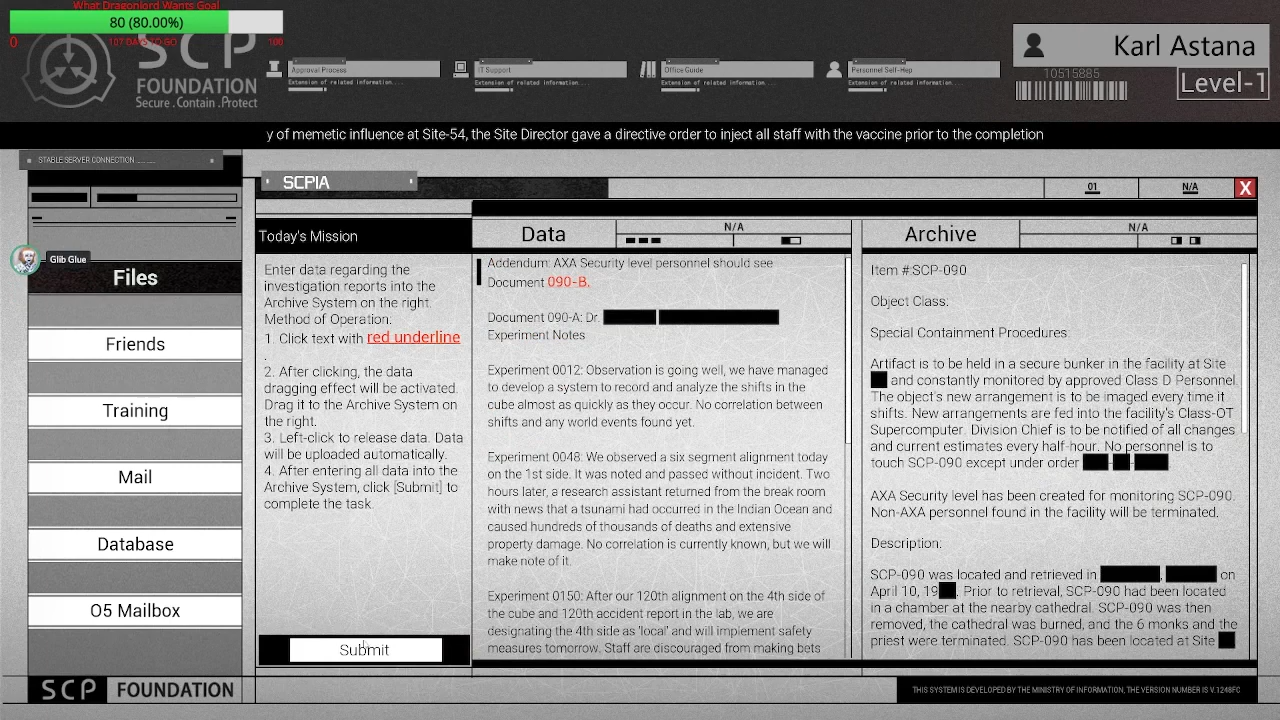 What Dragonlord Wants Goal
80 (80.00%)
0
107 DAYS TO GO
100
SCP
FOUNDATION
Secure .Contain .Protect
Approval Process
Extension of related information...
IT Support
Extension of related information...
Office Guide
Extension of related information...
Personnel Self-Hep
Extension of related information...
Karl Astana
10515885
Level-1
y of memetic influence at Site-54, the Site Director gave a directive order to inject all staff with the vaccine prior to the completion
STABLE SERVER CONNECTION
Glib Glue
Files
Friends
Training
Mail
Database
O5 Mailbox
SCP FOUNDATION
SCPIA
01
N/A
X
Today's Mission
Enter data regarding the
investigation reports into the
Archive System on the right.
Method of Operation:
1. Click text with red underline
.
2. After clicking, the data
dragging effect will be activated.
Drag it to the Archive System on
the right.
3. Left-click to release data. Data
will be uploaded automatically.
4. After entering all data into the
Archive System, click [Submit] to
complete the task.
Submit
Data
N/A
Addendum: AXA Security level personnel should see
Document 090-B.
Document 090-A: Dr.
Experiment Notes
Experiment 0012: Observation is going well, we have managed
to develop a system to record and analyze the shifts in the
cube almost as quickly as they occur. No correlation between
shifts and any world events found yet.
Experiment 0048: We observed a six segment alignment today
on the 1st side. It was noted and passed without incident. Two
hours later, a research assistant returned from the break room
with news that a tsunami had occurred in the Indian Ocean and
caused hundreds of thousands of deaths and extensive
property damage. No correlation is currently known, but we will
make note of it.
Experiment 0150: After our 120th alignment on the 4th side of
the cube and 120th accident report in the lab, we are
designating the 4th side as 'local' and will implement safety
measures tomorrow. Staff are discouraged from making bets
Archive
N/A
Item #:SCP-090
Object Class:
Special Containment Procedures:
Artifact is to be held in a secure bunker in the facility at Site
and constantly monitored by approved Class D Personnel.
The object's new arrangement is to be imaged every time it
shifts. New arrangements are fed into the facility's Class-OT
Supercomputer. Division Chief is to be notified of all changes
and current estimates every half-hour. No personnel is to
touch SCP-090 except under order - -
AXA Security level has been created for monitoring SCP-090.
Non-AXA personnel found in the facility will be terminated.
Description:
SCP-090 was located and retrieved in , on
April 10, 19 . Prior to retrieval, SCP-090 had been located
in a chamber at the nearby cathedral. SCP-090 was then
removed, the cathedral was burned, and the 6 monks and the
priest were terminated. SCP-090 has been located at Site
THIS SYSTEM IS DEVELOPED BY THE MINISTRY OF INFORMATION, THE VERSION NUMBER IS V.1248FC